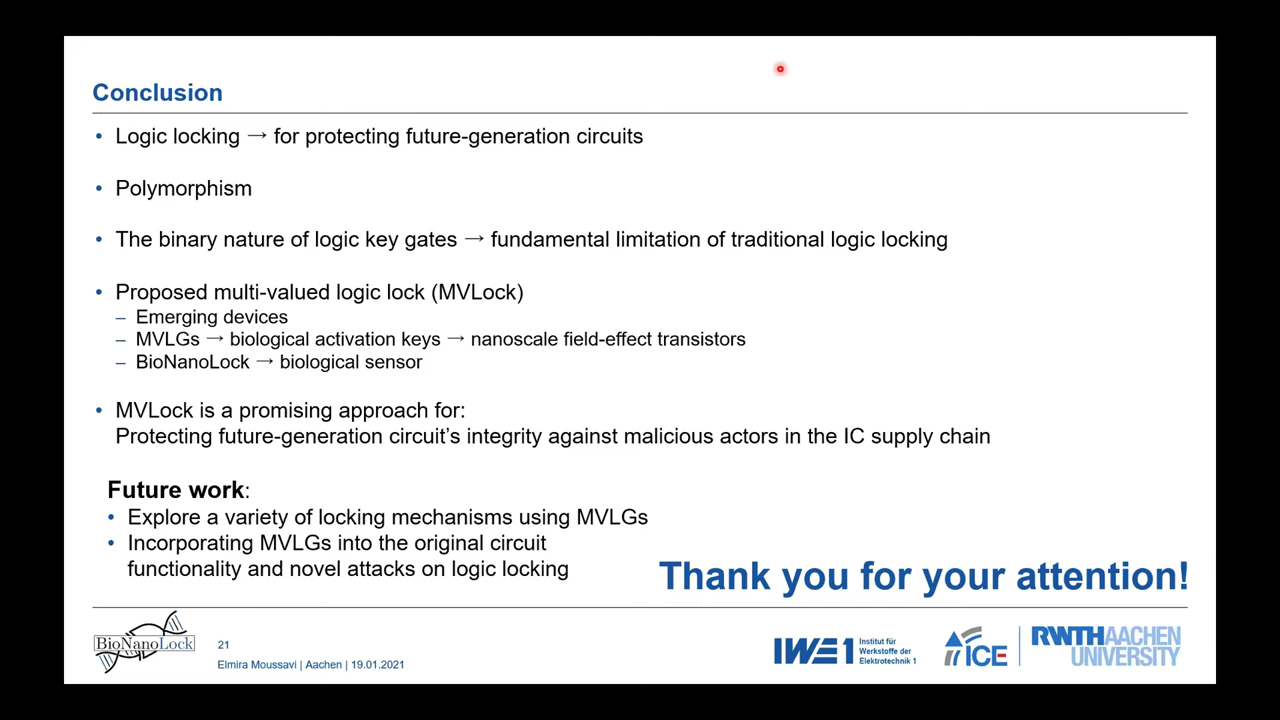 Conclusion
• Logic locking → for protecting future-generation circuits
• Polymorphism
• The binary nature of logic key gates → fundamental limitation of traditional logic locking
• Proposed multi-valued logic lock (MVLock)
– Emerging devices
– MVLGs → biological activation keys → nanoscale field-effect transistors
– BioNanoLock → biological sensor
• MVLock is a promising approach for:
Protecting future-generation circuit's integrity against malicious actors in the IC supply chain
Future work:
• Explore a variety of locking mechanisms using MVLGs
• Incorporating MVLGs into the original circuit
functionality and novel attacks on logic locking
Thank you for your attention!
BioNanoLock
21
Elmira Moussavi | Aachen | 19.01.2021
IWE1
Institut für
Werkstoffe der
Elektrotechnik 1
ICE
RWTHAACHEN
UNIVERSITY